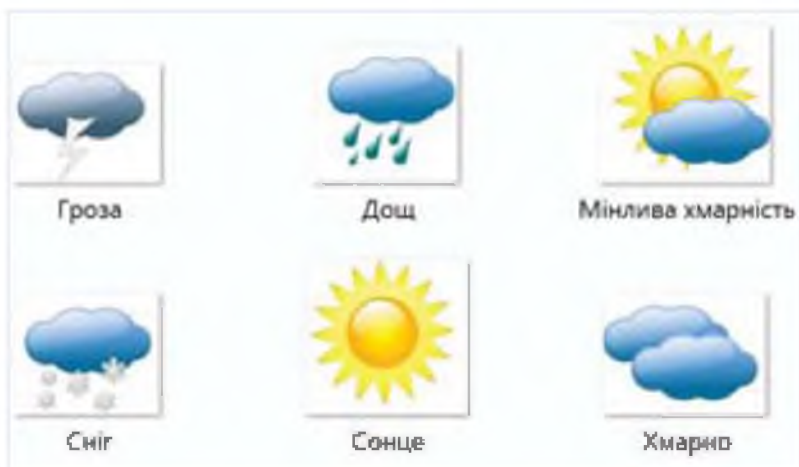 Гроза
Дощ
Мінлива хмарність
Сніг
Сонце
Хмарно